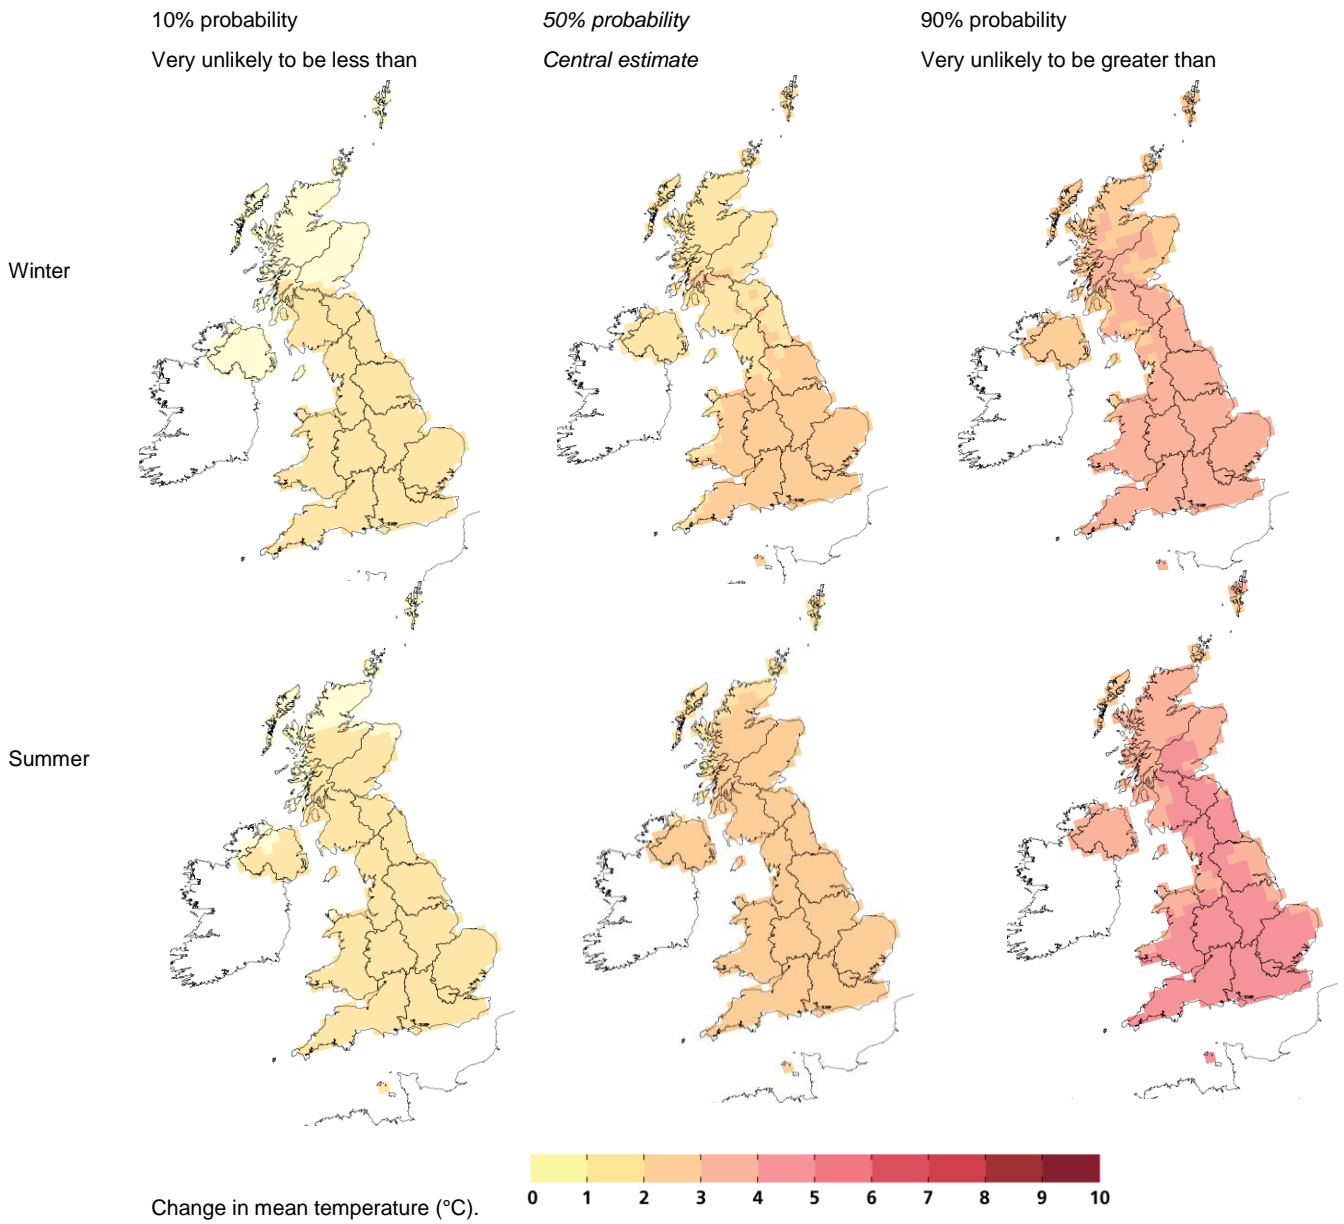 10% probability
50% probability
90% probability
Very unlikely to be less than
Central estimate
Very unlikely to be greater than
Winter
Summer
0 1 2 3 4 5 6 7 8 9 10
Change in mean temperature (°C).